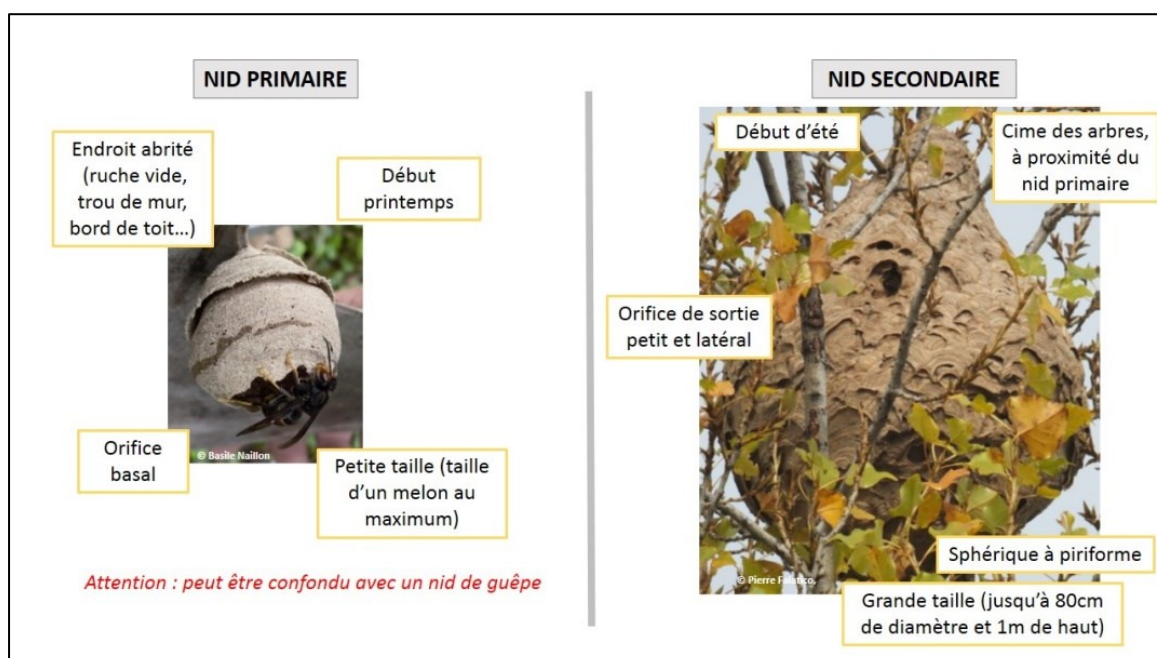 NID PRIMAIRE
Endroit abrité
(ruche vide,
trou de mur,
bord de toit...)
Début
printemps
Orifice
basal
© Basile Naillon
Petite taille (taille
d'un melon au
maximum)
Attention : peut être confondu avec un nid de guêpe
NID SECONDAIRE
Début d'été
Cime des arbres,
à proximité du
nid primaire
Orifice de sortie
petit et latéral
Sphérique à piriforme
© Pierre Falatico.
Grande taille (jusqu'à 80cm
de diamètre et 1m de haut)